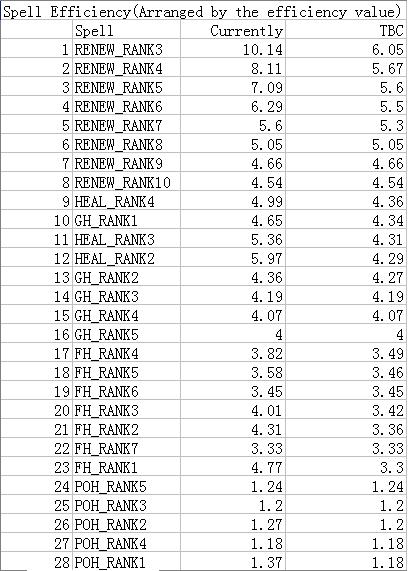 Spell Efficiency(Arranged by the efficiency value)
Spell Currently TBC
1 RENEW_RANK3 10.14 6.05
2 RENEW_RANK4 8.11 5.67
3 RENEW_RANK5 7.09 5.6
4 RENEW_RANK6 6.29 5.5
5 RENEW_RANK7 5.6 5.3
6 RENEW_RANK8 5.05 5.05
7 RENEW_RANK9 4.66 4.66
8 RENEW_RANK10 4.54 4.54
9 HEAL_RANK4 4.99 4.36
10 GH_RANK1 4.65 4.34
11 HEAL_RANK3 5.36 4.31
12 HEAL_RANK2 5.97 4.29
13 GH_RANK2 4.36 4.27
14 GH_RANK3 4.19 4.19
15 GH_RANK4 4.07 4.07
16 GH_RANK5 4 4
17 FH_RANK4 3.82 3.49
18 FH_RANK5 3.58 3.46
19 FH_RANK6 3.45 3.45
20 FH_RANK3 4.01 3.42
21 FH_RANK2 4.31 3.36
22 FH_RANK7 3.33 3.33
23 FH_RANK1 4.77 3.3
24 POH_RANK5 1.24 1.24
25 POH_RANK3 1.2 1.2
26 POH_RANK2 1.27 1.2
27 POH_RANK4 1.18 1.18
28 POH_RANK1 1.37 1.18